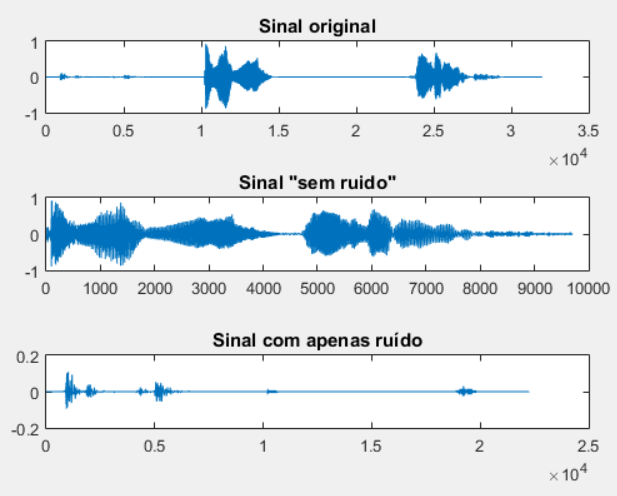 Sinal original
1
0
-1
0 0.5 1 1.5 2 2.5 3 3.5
×10^4
Sinal "sem ruido"
1
0
-1
0 1000 2000 3000 4000 5000 6000 7000 8000 9000 10000
Sinal com apenas ruído
0.2
0
-0.2
0 0.5 1 1.5 2 2.5
×10^4